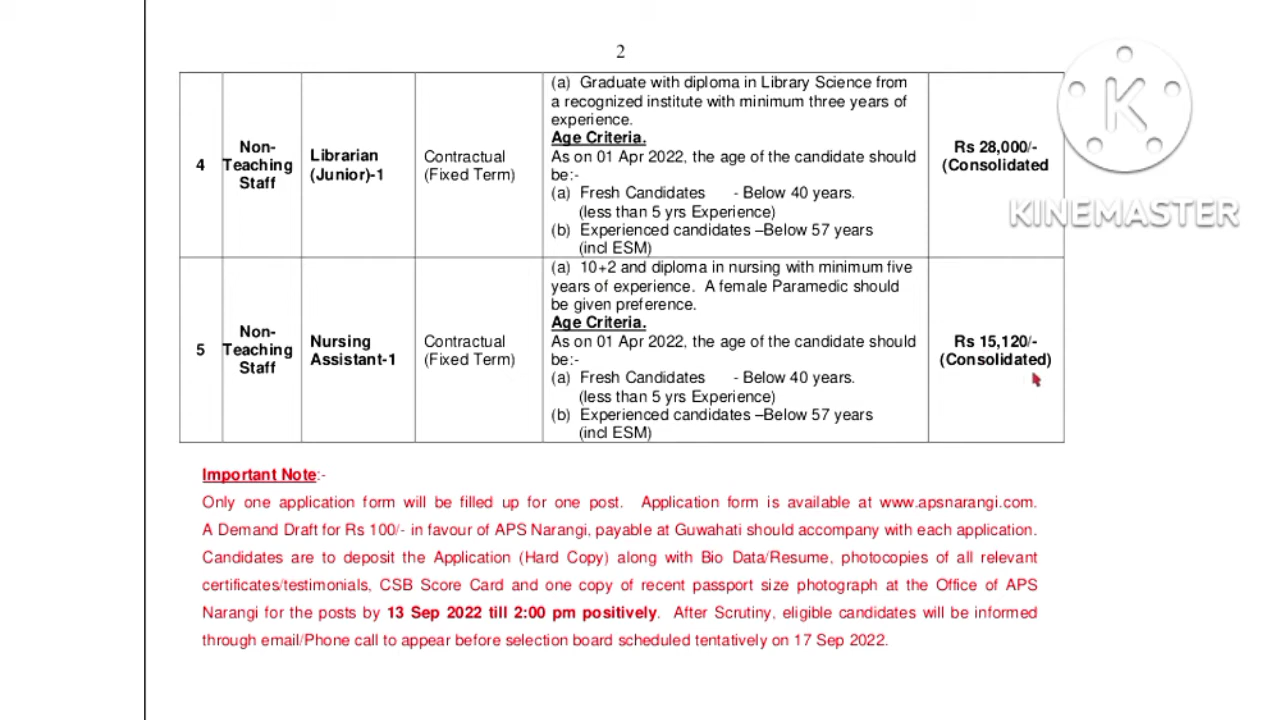 2
4
Non-
Teaching
Staff
Librarian
(Junior)-1
Contractual
(Fixed Term)
(a) Graduate with diploma in Library Science from
a recognized institute with minimum three years of
experience.
Age Criteria.
As on 01 Apr 2022, the age of the candidate should
be:-
(a) Fresh Candidates - Below 40 years.
(less than 5 yrs Experience)
(b) Experienced candidates –Below 57 years
(incl ESM)
Rs 28,000/-
(Consolidated
5
Non-
Teaching
Staff
Nursing
Assistant-1
Contractual
(Fixed Term)
(a) 10+2 and diploma in nursing with minimum five
years of experience. A female Paramedic should
be given preference.
Age Criteria.
As on 01 Apr 2022, the age of the candidate should
be:-
(a) Fresh Candidates - Below 40 years.
(less than 5 yrs Experience)
(b) Experienced candidates –Below 57 years
(incl ESM)
Rs 15,120/-
(Consolidated)
K
KINEMASTER
Important Note:-
Only one application form will be filled up for one post. Application form is available at www.apsnarangi.com.
A Demand Draft for Rs 100/- in favour of APS Narangi, payable at Guwahati should accompany with each application.
Candidates are to deposit the Application (Hard Copy) along with Bio Data/Resume, photocopies of all relevant
certificates/testimonials, CSB Score Card and one copy of recent passport size photograph at the Office of APS
Narangi for the posts by 13 Sep 2022 till 2:00 pm positively. After Scrutiny, eligible candidates will be informed
through email/Phone call to appear before selection board scheduled tentatively on 17 Sep 2022.